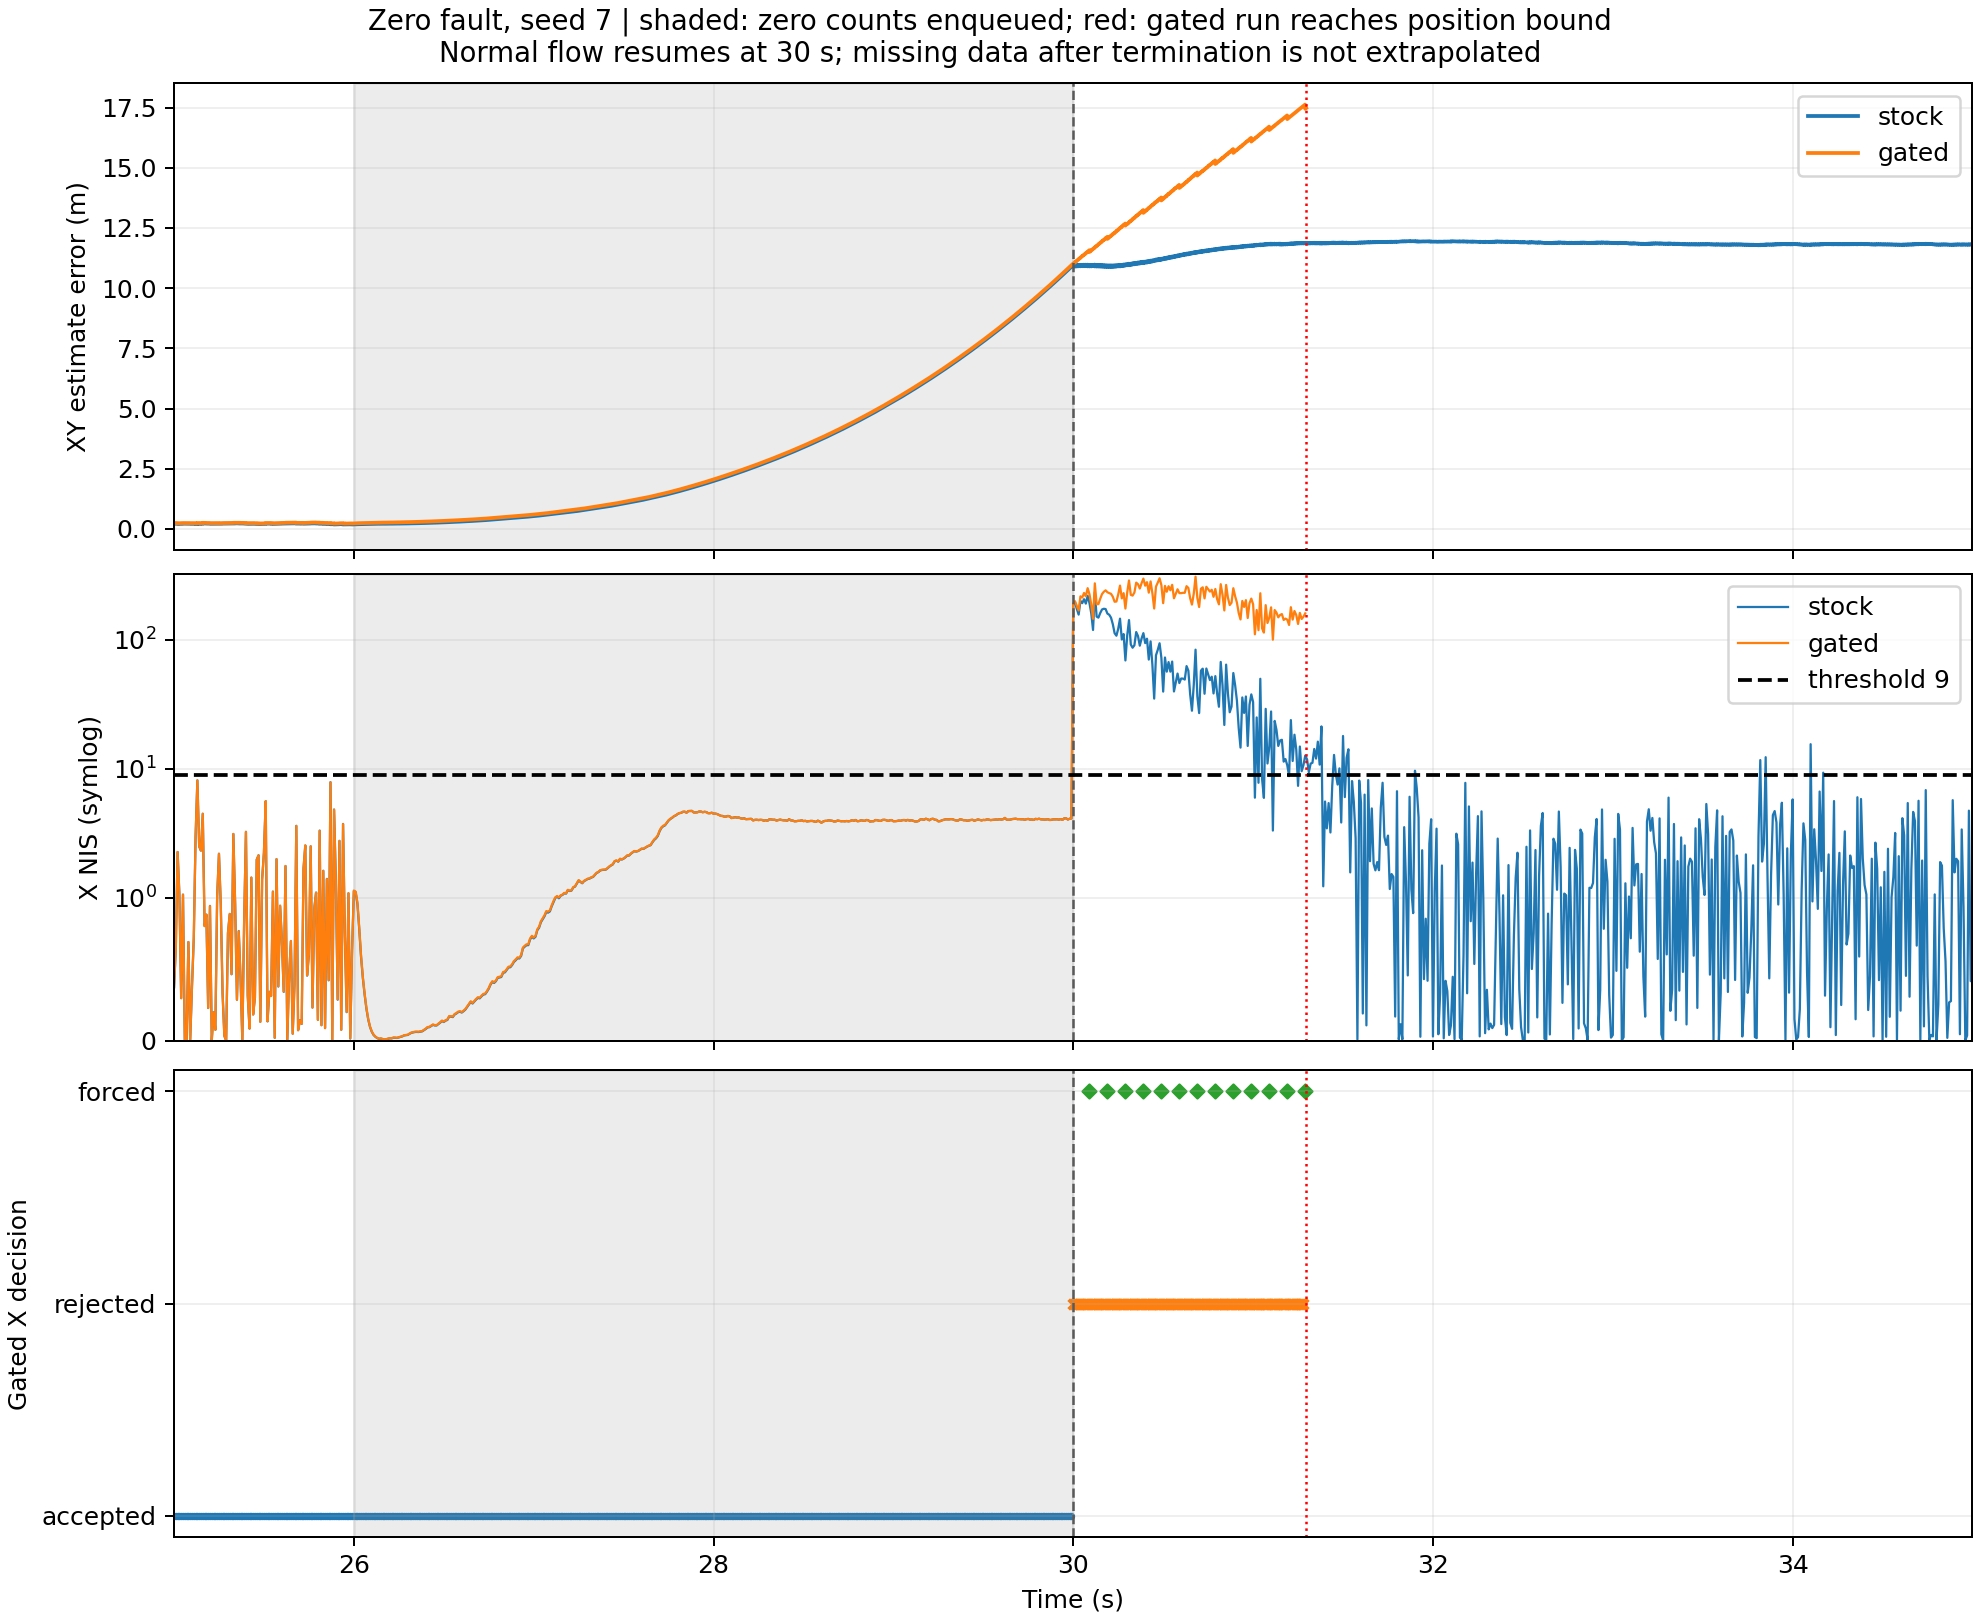 Zero fault, seed 7 | shaded: zero counts enqueued; red: gated run reaches position bound
Normal flow resumes at 30 s; missing data after termination is not extrapolated
17.5
15.0
12.5
10.0
7.5
5.0
2.5
0.0
XY estimate error (m)
stock
gated
10²
10¹
10⁰
0
X NIS (symlog)
stock
gated
threshold 9
forced
rejected
accepted
Gated X decision
26
28
30
32
34
Time (s)